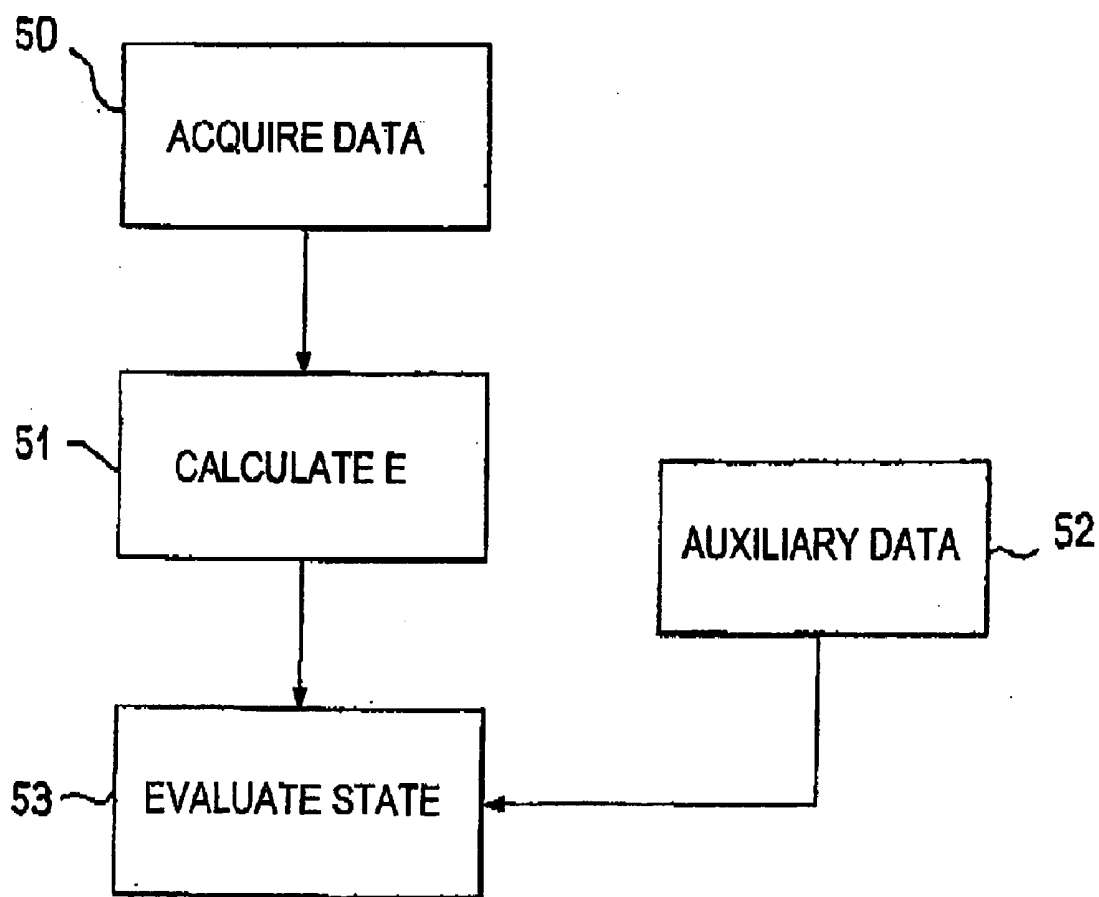 50
ACQUIRE DATA
51
CALCULATE E
AUXILIARY DATA
52
53
EVALUATE STATE